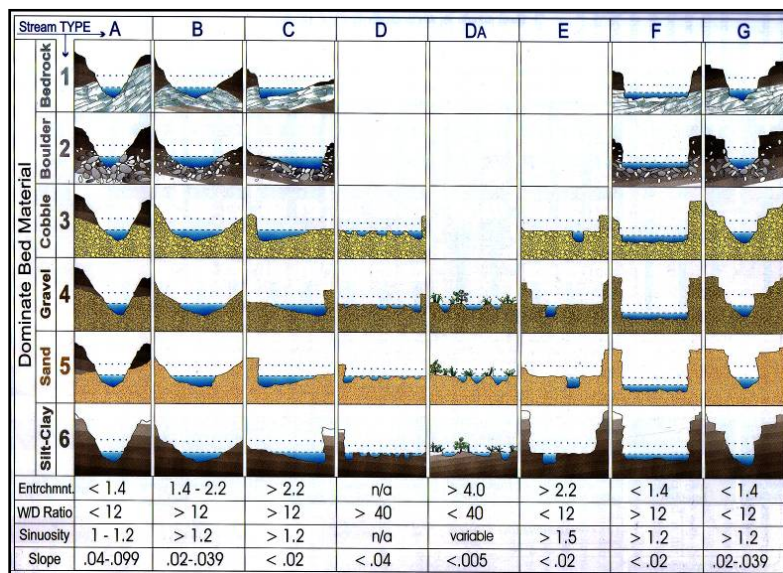 Stream TYPE A B C D DA E F G
Dominate Bed Material
Bedrock 1
Boulder 2
Cobble 3
Gravel 4
Sand 5
Silt-Clay 6
Entrchmnt. < 1.4 1.4 - 2.2 > 2.2 n/a > 4.0 > 2.2 < 1.4 < 1.4
W/D Ratio < 12 > 12 > 12 > 40 < 40 < 12 > 12 < 12
Sinuosity 1 - 1.2 > 1.2 > 1.2 n/a variable > 1.5 > 1.2 > 1.2
Slope .04-.099 .02-.039 < .02 < .04 <.005 < .02 < .02 .02-.039